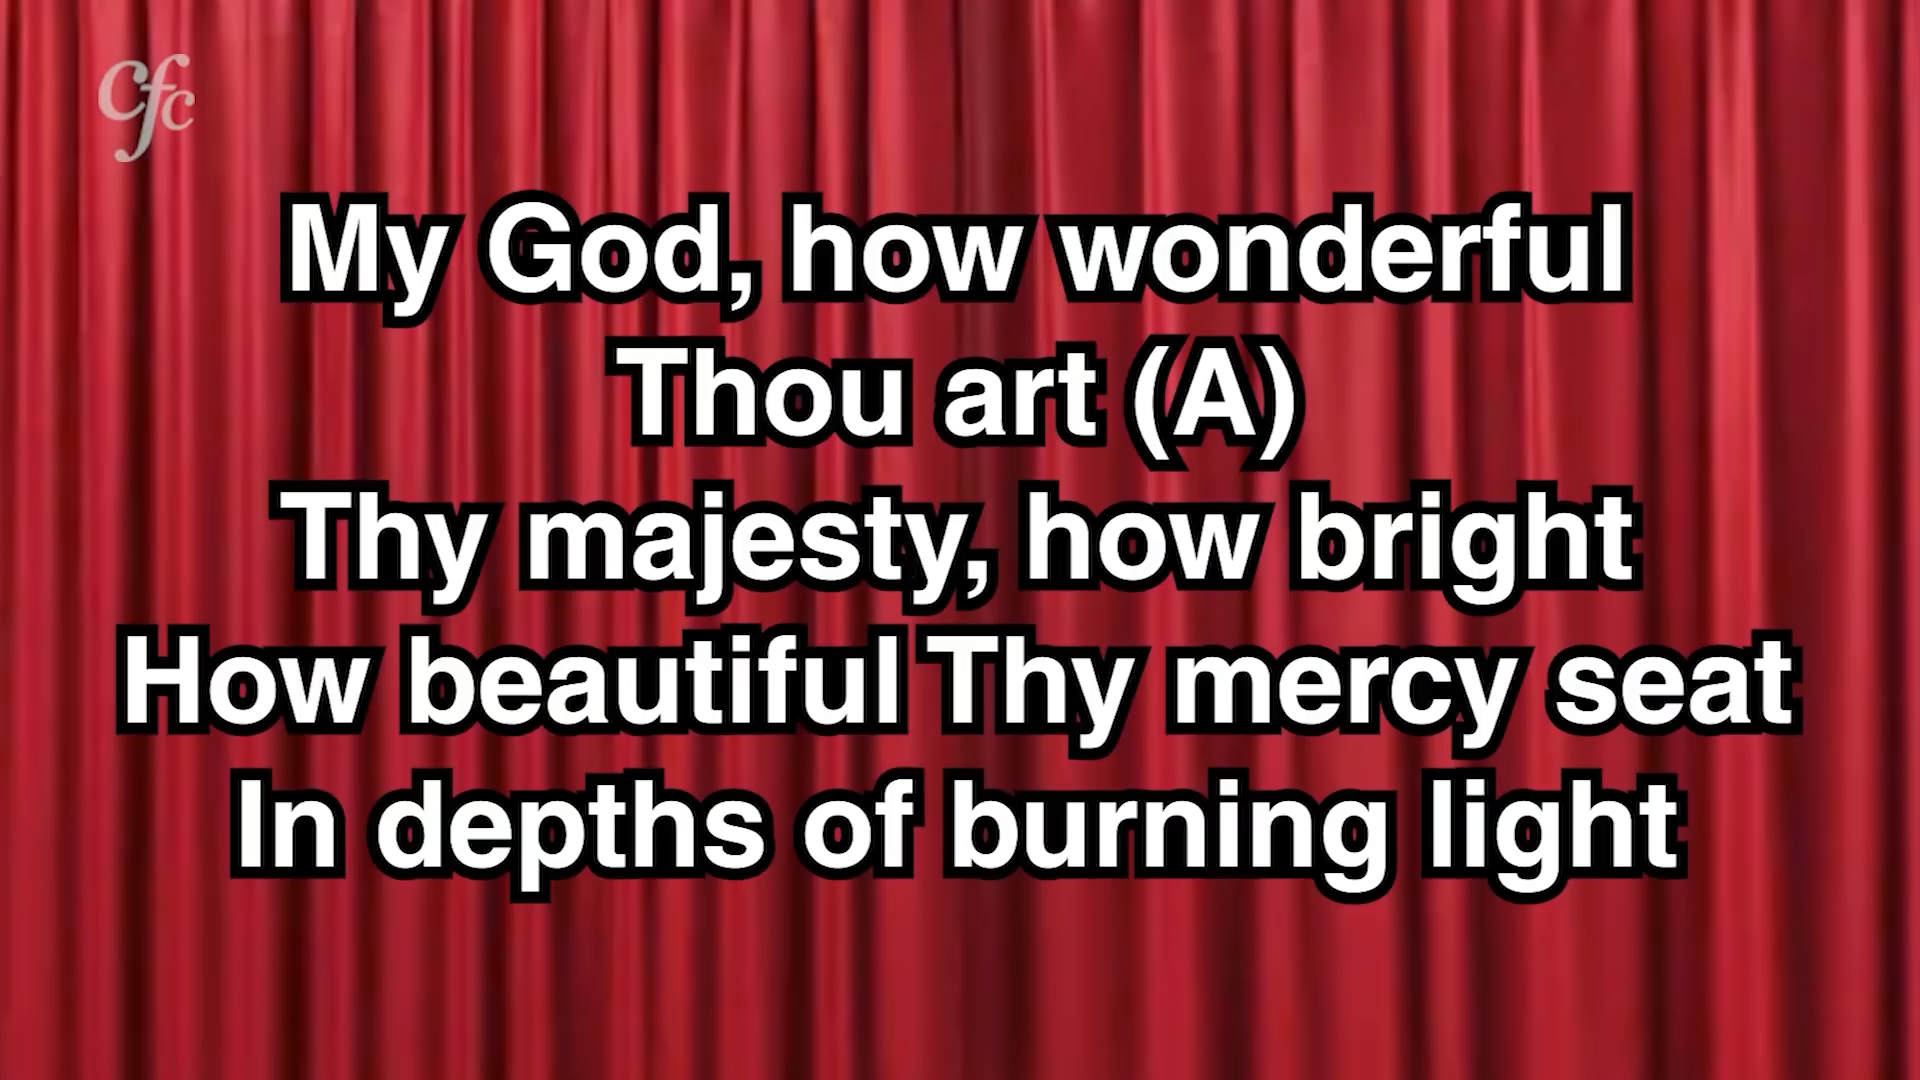 cfc
My God, how wonderful
Thou art (A)
Thy majesty, how bright
How beautiful Thy mercy seat
In depths of burning light